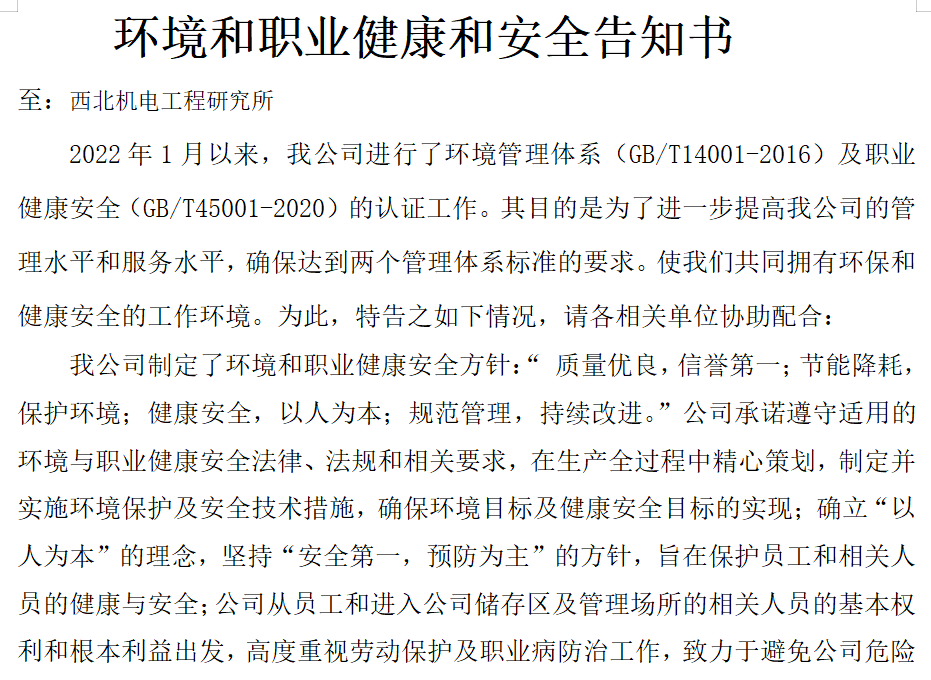 环境和职业健康和安全告知书
至：西北机电工程研究所
2022年1月以来，我公司进行了环境管理体系（GB/T14001-2016）及职业
健康安全（GB/T45001-2020）的认证工作。其目的是为了进一步提高我公司的管
理水平和服务水平，确保达到两个管理体系标准的要求。使我们共同拥有环保和
健康安全的工作环境。为此，特告之如下情况，请各相关单位协助配合：
我公司制定了环境和职业健康安全方针：“ 质量优良，信誉第一；节能降耗，
保护环境；健康安全，以人为本；规范管理，持续改进。”公司承诺遵守适用的
环境与职业健康安全法律、法规和相关要求，在生产全过程中精心策划，制定并
实施环境保护及安全技术措施，确保环境目标及健康安全目标的实现；确立“以
人为本”的理念，坚持“安全第一，预防为主”的方针，旨在保护员工和相关人
员的健康与安全；公司从员工和进入公司储存区及管理场所的相关人员的基本权
利和根本利益出发，高度重视劳动保护及职业病防治工作，致力于避免公司危险